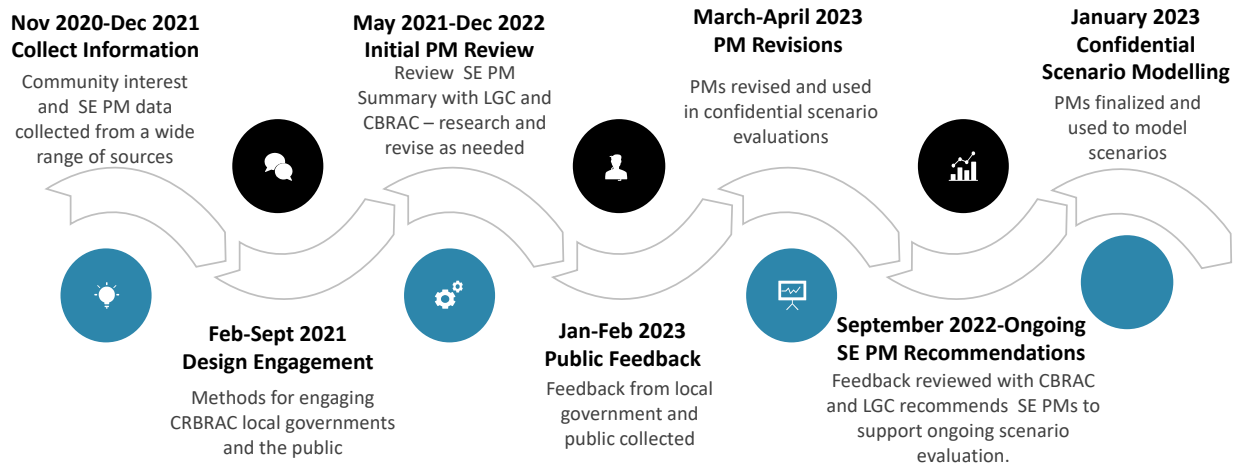 Nov 2020-Dec 2021
Collect Information
Community interest
and SE PM data
collected from a wide
range of sources
Feb-Sept 2021
Design Engagement
Methods for engaging
CRBRAC local governments
and the public
May 2021-Dec 2022
Initial PM Review
Review SE PM
Summary with LGC and
CBRAC – research and
revise as needed
Jan-Feb 2023
Public Feedback
Feedback from local
government and
public collected
March-April 2023
PM Revisions
PMs revised and used
in confidential scenario
evaluations
September 2022-Ongoing
SE PM Recommendations
Feedback reviewed with CBRAC
and LGC recommends SE PMs to
support ongoing scenario
evaluation.
January 2023
Confidential
Scenario Modelling
PMs finalized and
used to model
scenarios